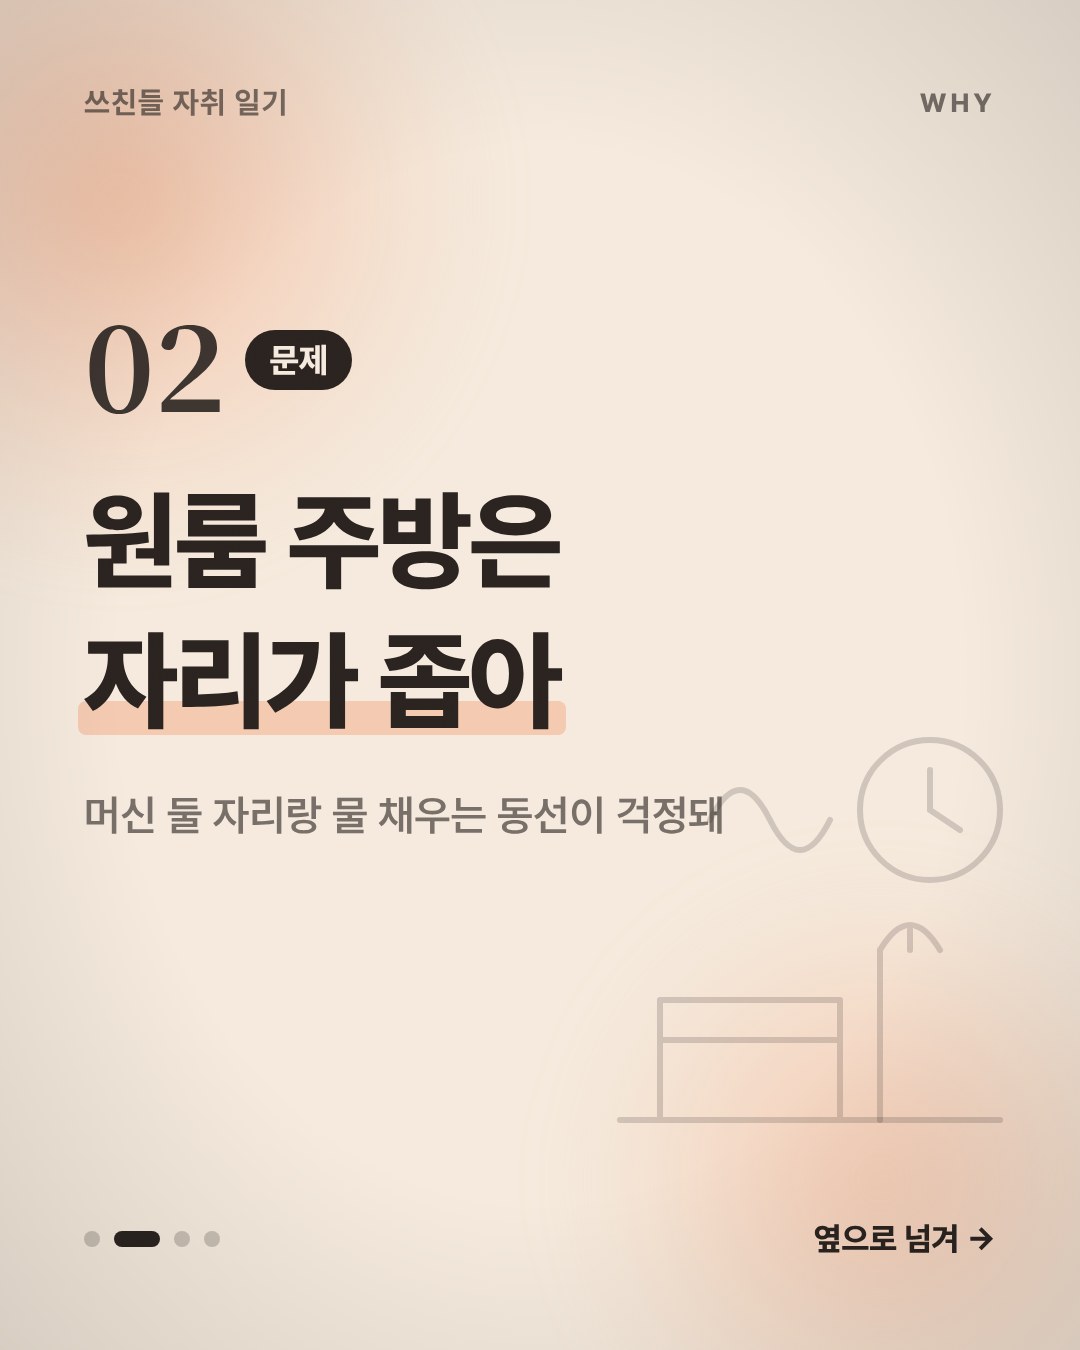 쓰친들 자취 일기
WHY
02 문제
원룸 주방은
자리가 좁아
머신 둘 자리랑 물 채우는 동선이 걱정돼
옆으로 넘겨 →